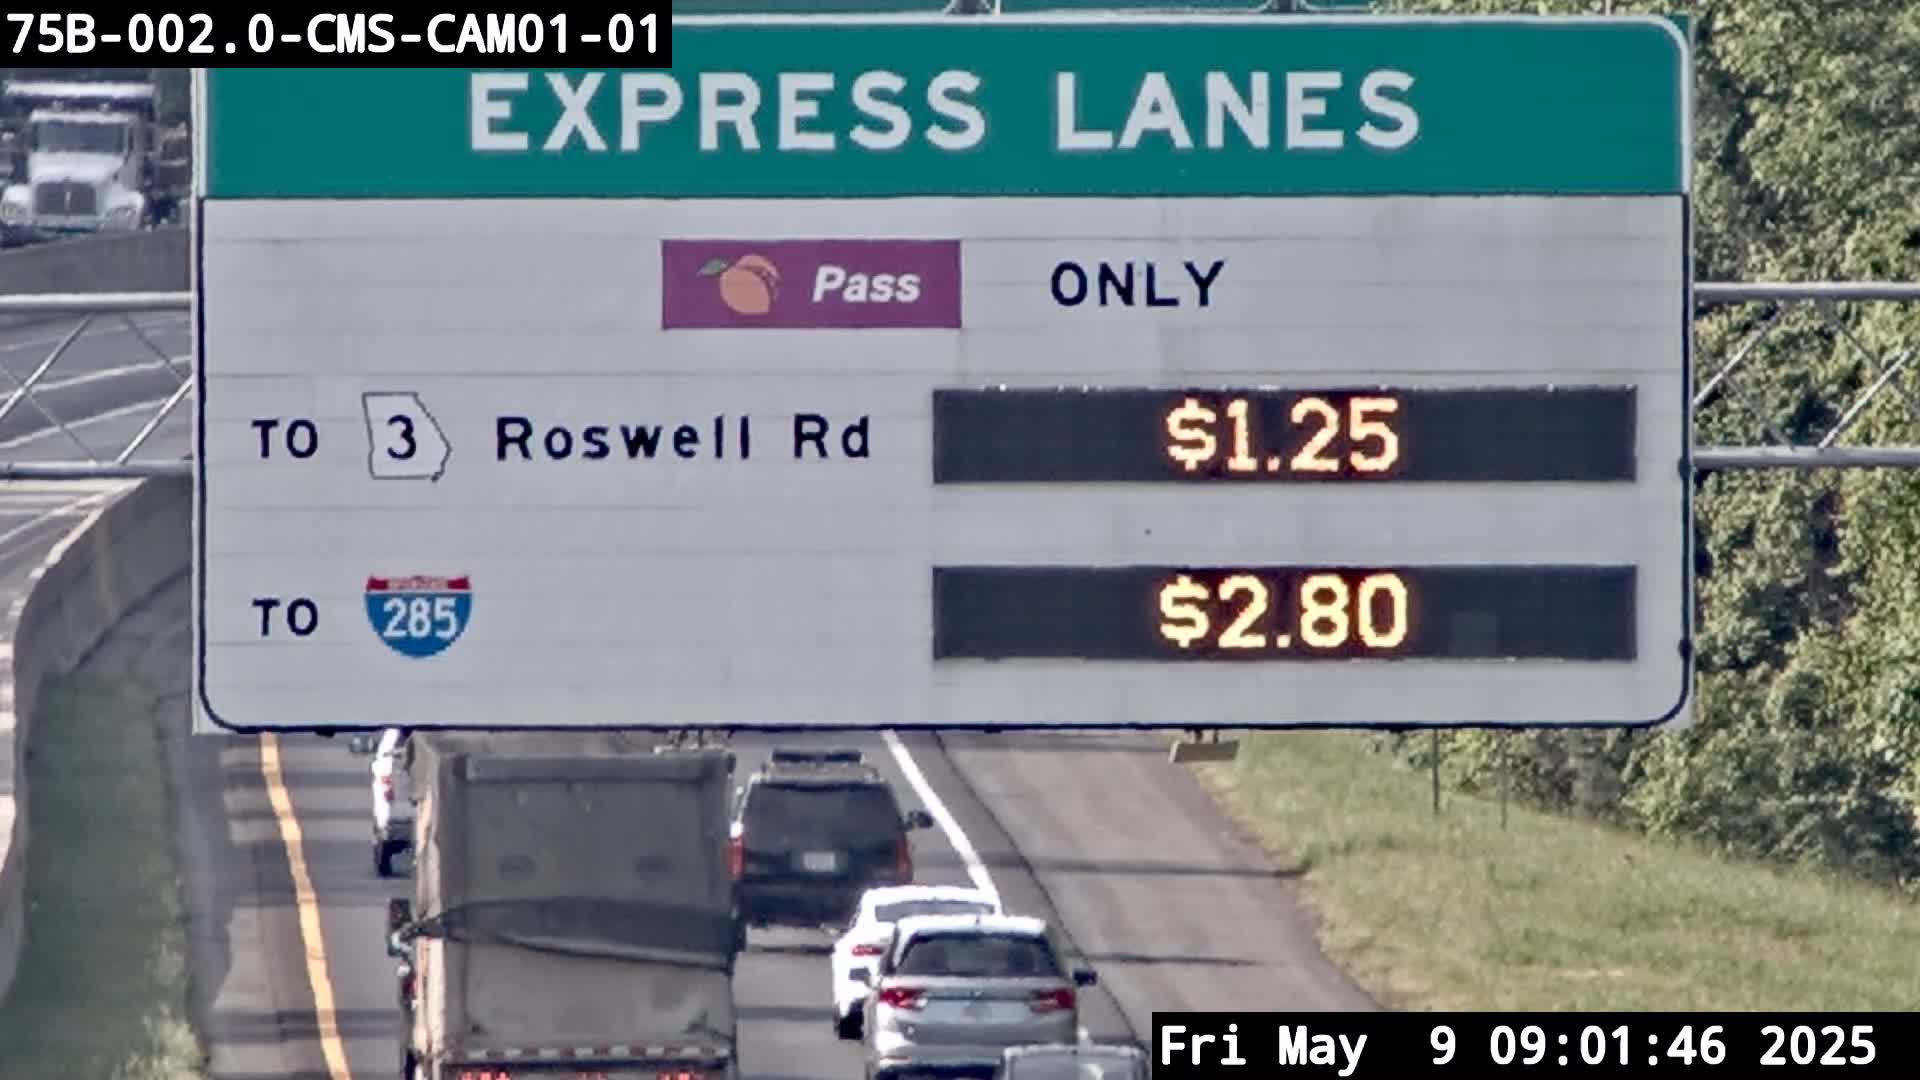 75B-002.0-CMS-CAM01-01
EXPRESS LANES
Pass ONLY
TO 3 Roswell Rd $1.25
TO 285 $2.80
Fri May 9 09:01:46 2025